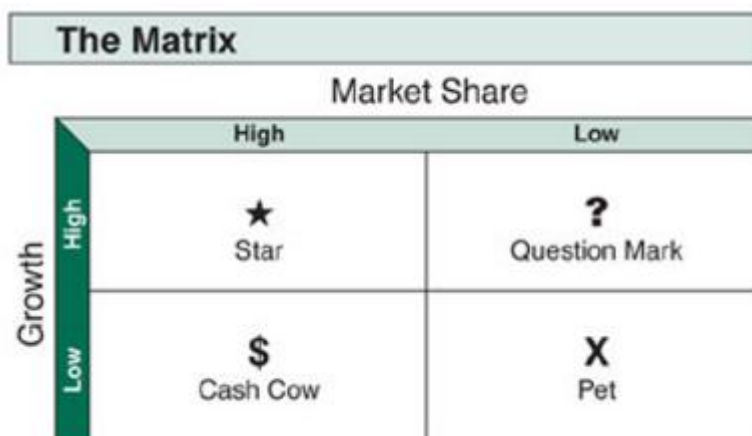 The Matrix
Market Share
High Low
Growth
High
★ ?
Star Question Mark
Low
$ X
Cash Cow Pet